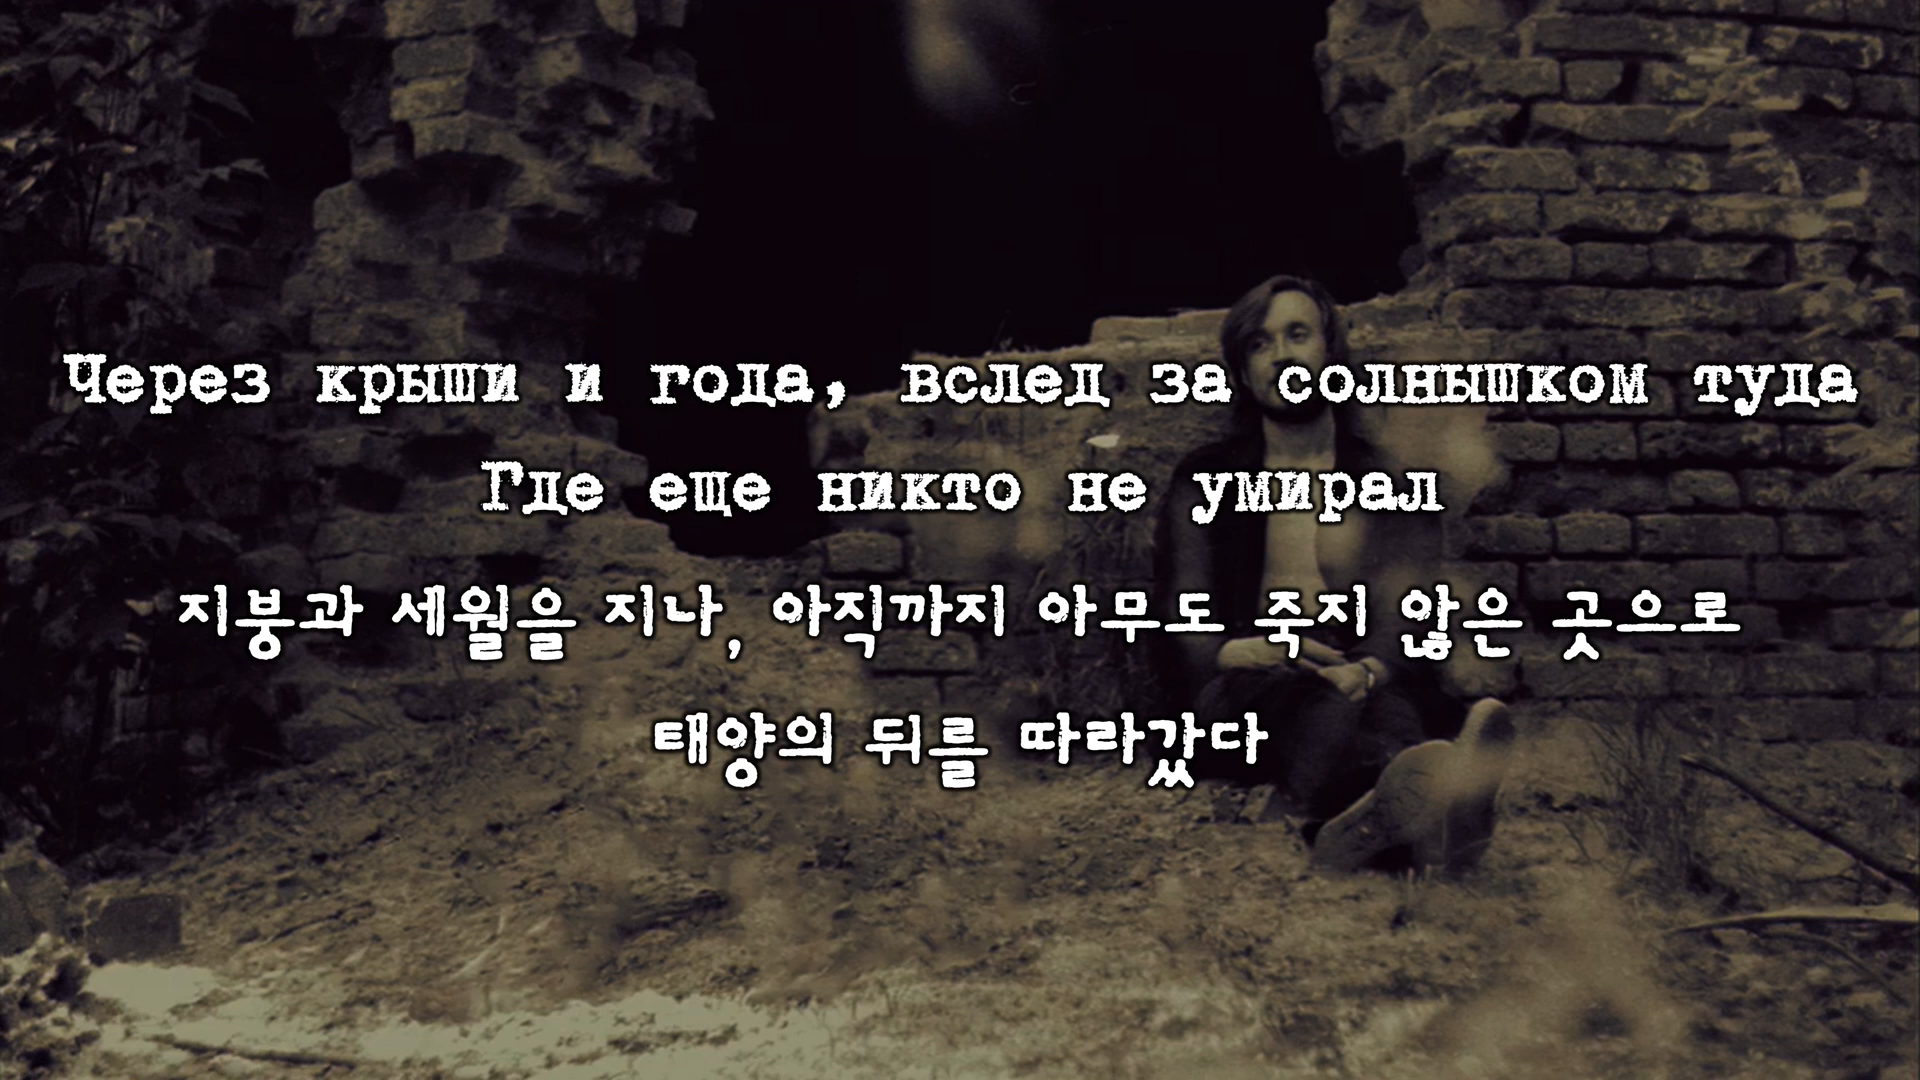 Через крыши и года, вслед за солнышком туда
Где еще никто не умирал
지붕과 세월을 지나, 아직까지 아무도 죽지 않은 곳으로
태양의 뒤를 따라갔다